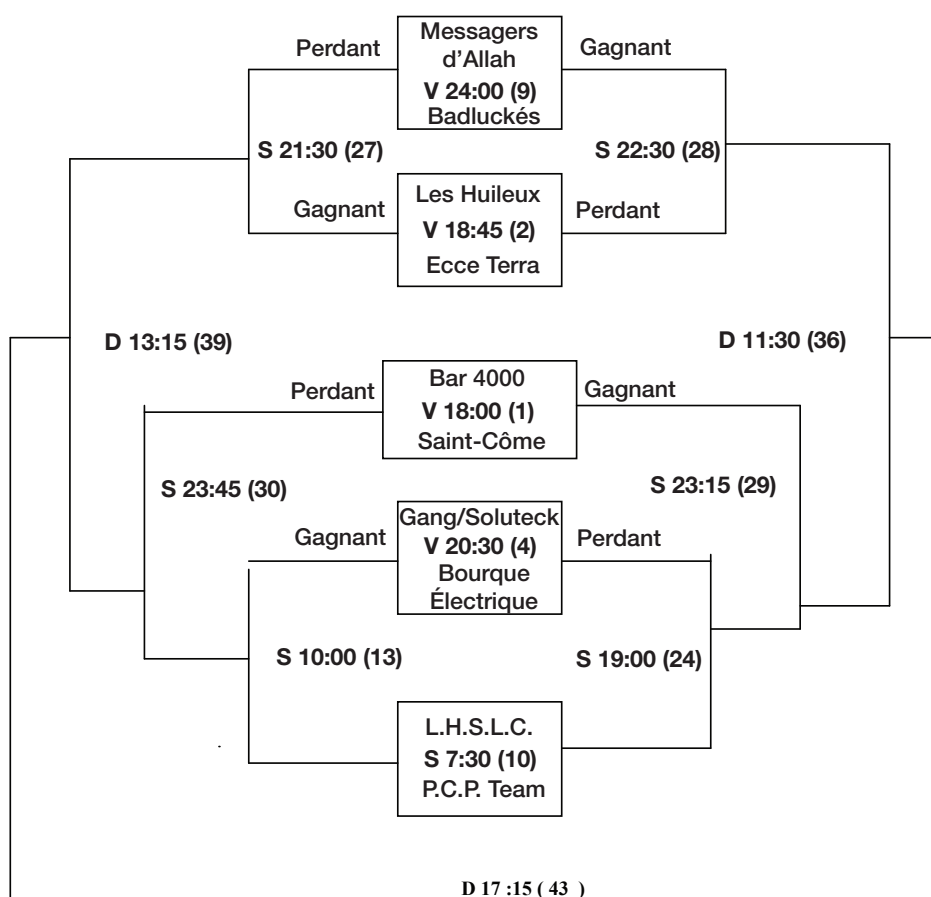 Messagers
Perdant
Gagnant
d’Allah
V 24:00 (9)
Badluckés
S 21:30 (27)
S 22:30 (28)
Les Huileux
Gagnant
Perdant
V 18:45 (2)
Ecce Terra
D 13:15 (39)
D 11:30 (36)
Bar 4000
Perdant
Gagnant
V 18:00 (1)
Saint-Côme
S 23:45 (30)
S 23:15 (29)
Gang/Soluteck
Gagnant
Perdant
V 20:30 (4)
Bourque
Électrique
S 10:00 (13)
S 19:00 (24)
L.H.S.L.C.
S 7:30 (10)
P.C.P. Team
D 17 :15 ( 43 )